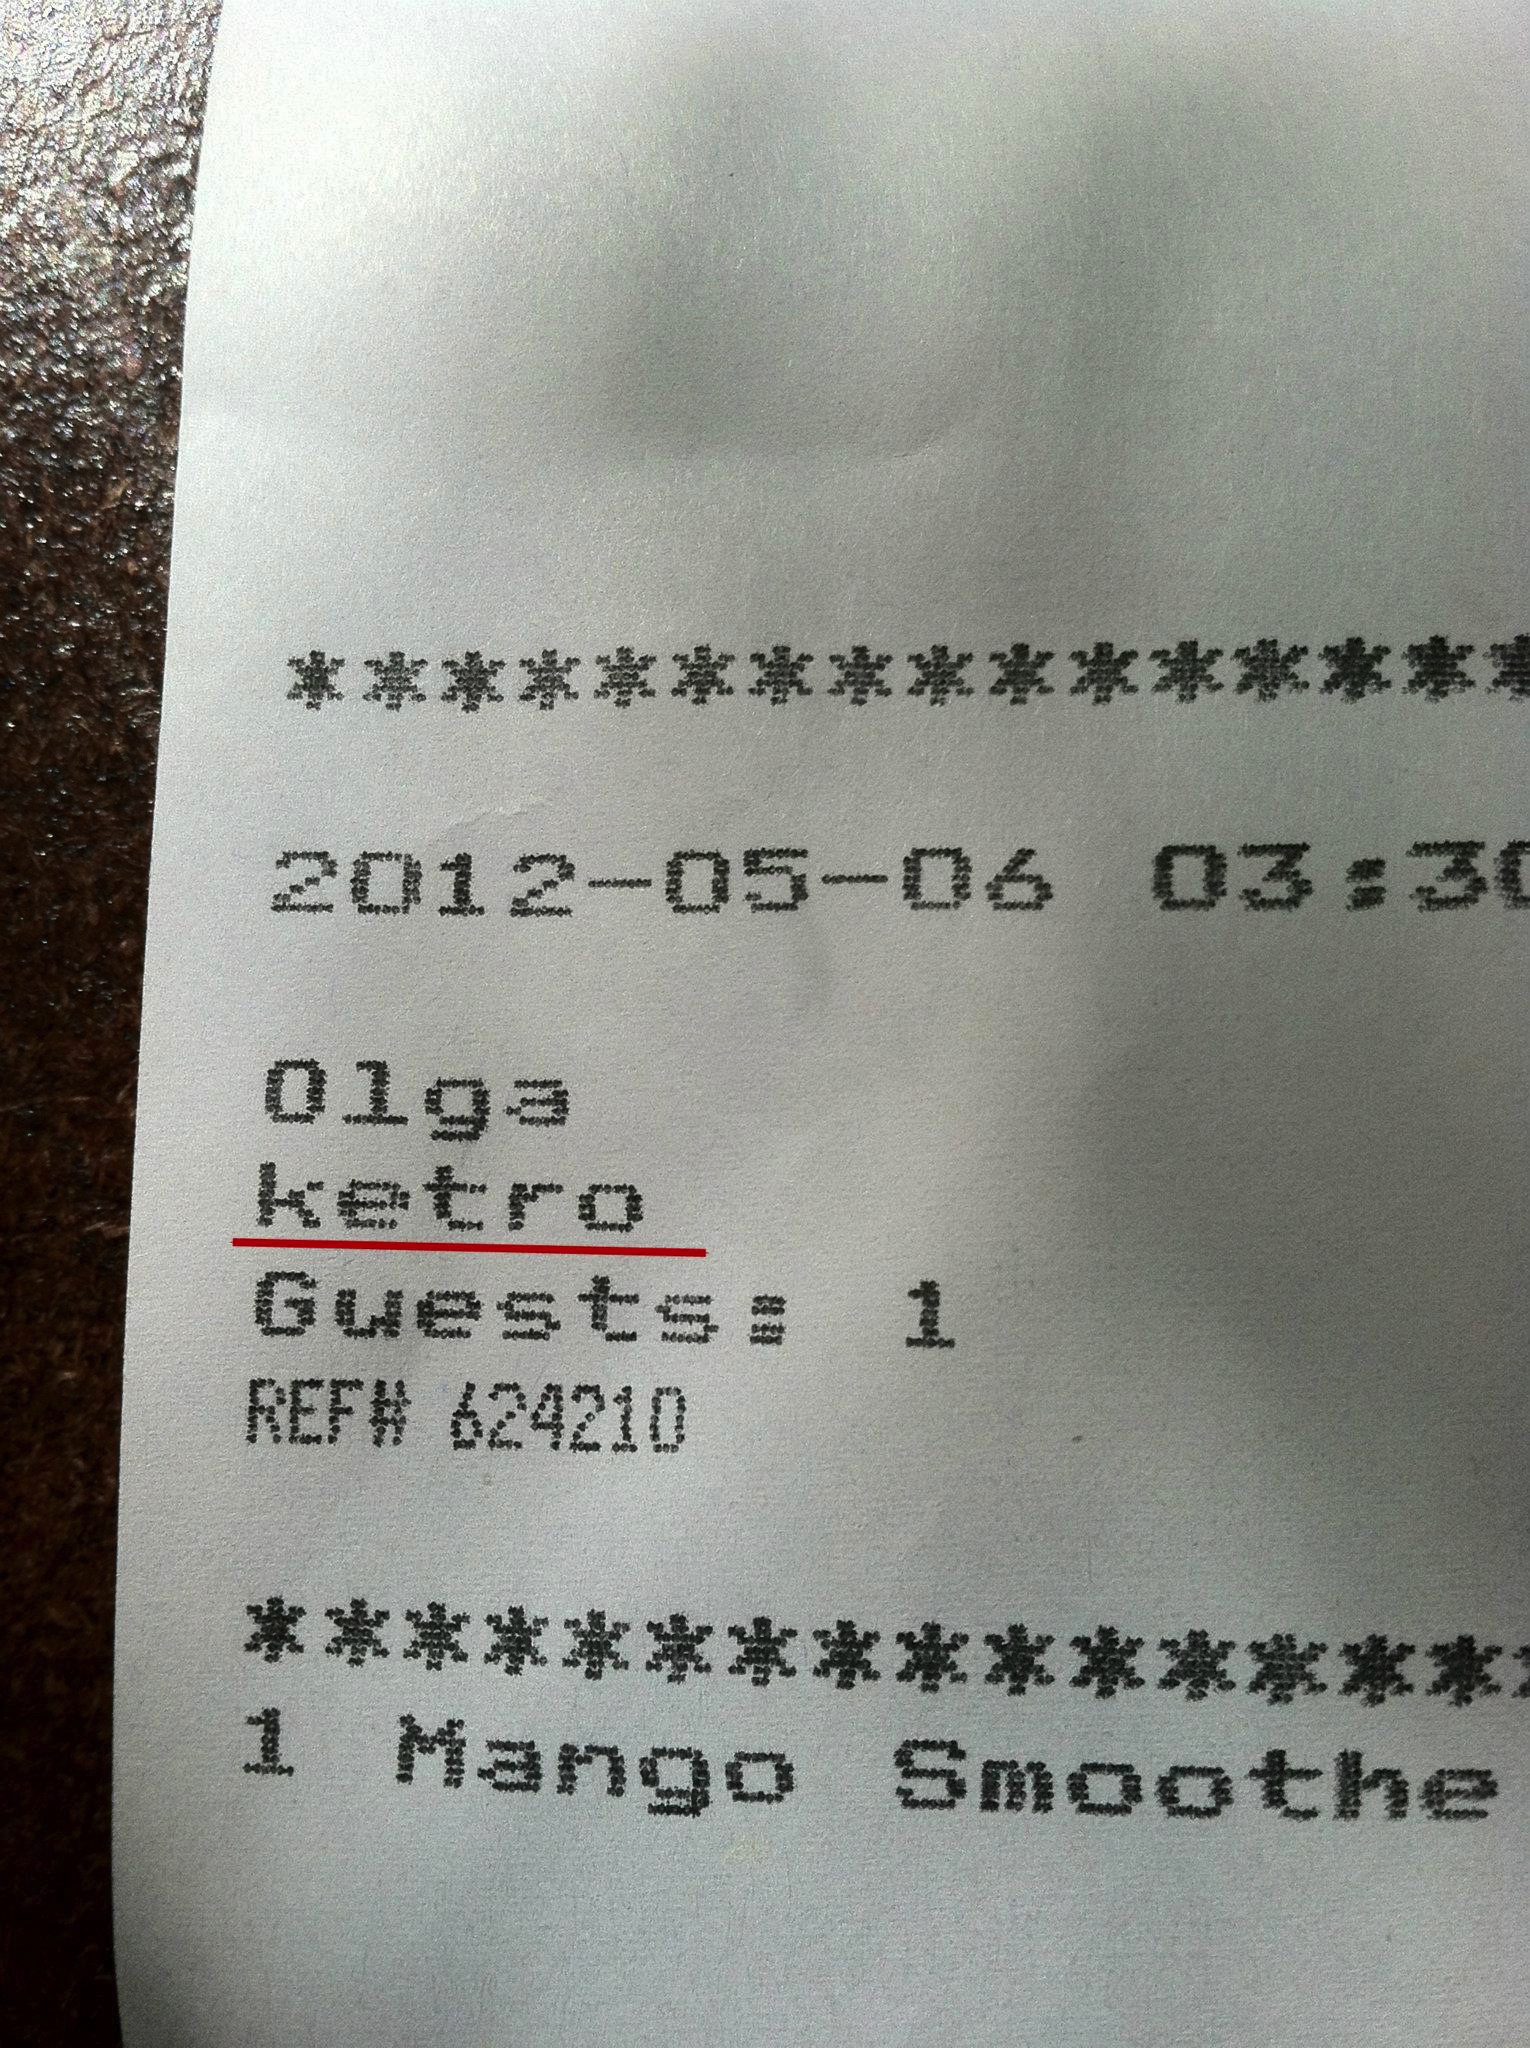 ***************
2012-05-06 03:30
Olga
ketro
Guests: 1
REF# 624210
***************
1 Mango Smoothe